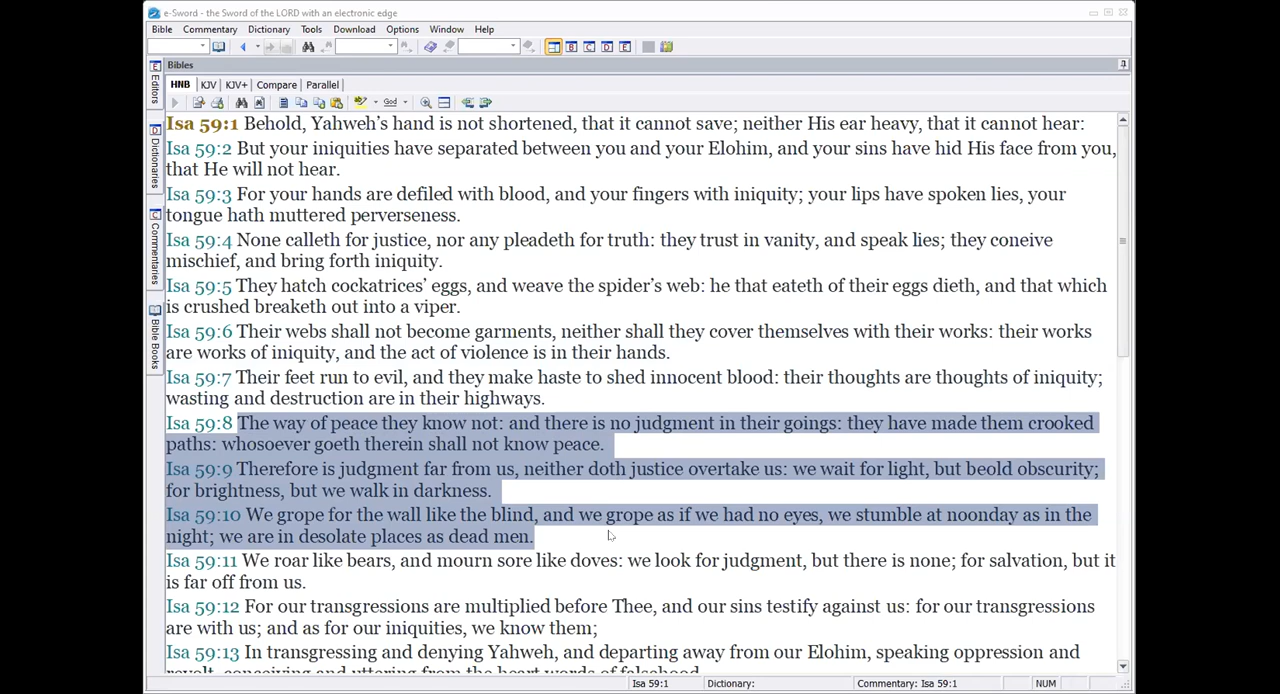 e-Sword - the Sword of the LORD with an electronic edge
Bible Commentary Dictionary Tools Download Options Window Help
B C D E
Bibles
E Editors
D Dictionaries
C Commentaries
Bible Books
HNB KJV KJV+ Compare Parallel
God
Isa 59:1 Behold, Yahweh's hand is not shortened, that it cannot save; neither His ear heavy, that it cannot hear:
Isa 59:2 But your iniquities have separated between you and your Elohim, and your sins have hid His face from you,
that He will not hear.
Isa 59:3 For your hands are defiled with blood, and your fingers with iniquity; your lips have spoken lies, your
tongue hath muttered perverseness.
Isa 59:4 None calleth for justice, nor any pleadeth for truth: they trust in vanity, and speak lies; they coneive
mischief, and bring forth iniquity.
Isa 59:5 They hatch cockatrices' eggs, and weave the spider's web: he that eateth of their eggs dieth, and that which
is crushed breaketh out into a viper.
Isa 59:6 Their webs shall not become garments, neither shall they cover themselves with their works: their works
are works of iniquity, and the act of violence is in their hands.
Isa 59:7 Their feet run to evil, and they make haste to shed innocent blood: their thoughts are thoughts of iniquity;
wasting and destruction are in their highways.
Isa 59:8 The way of peace they know not: and there is no judgment in their goings: they have made them crooked
paths: whosoever goeth therein shall not know peace.
Isa 59:9 Therefore is judgment far from us, neither doth justice overtake us: we wait for light, but beold obscurity;
for brightness, but we walk in darkness.
Isa 59:10 We grope for the wall like the blind, and we grope as if we had no eyes, we stumble at noonday as in the
night; we are in desolate places as dead men.
Isa 59:11 We roar like bears, and mourn sore like doves: we look for judgment, but there is none; for salvation, but it
is far off from us.
Isa 59:12 For our transgressions are multiplied before Thee, and our sins testify against us: for our transgressions
are with us; and as for our iniquities, we know them;
Isa 59:13 In transgressing and denying Yahweh, and departing away from our Elohim, speaking oppression and
revolt, conceiving and uttering from the heart words of falsehood.
Isa 59:1 Dictionary: Commentary: Isa 59:1 NUM